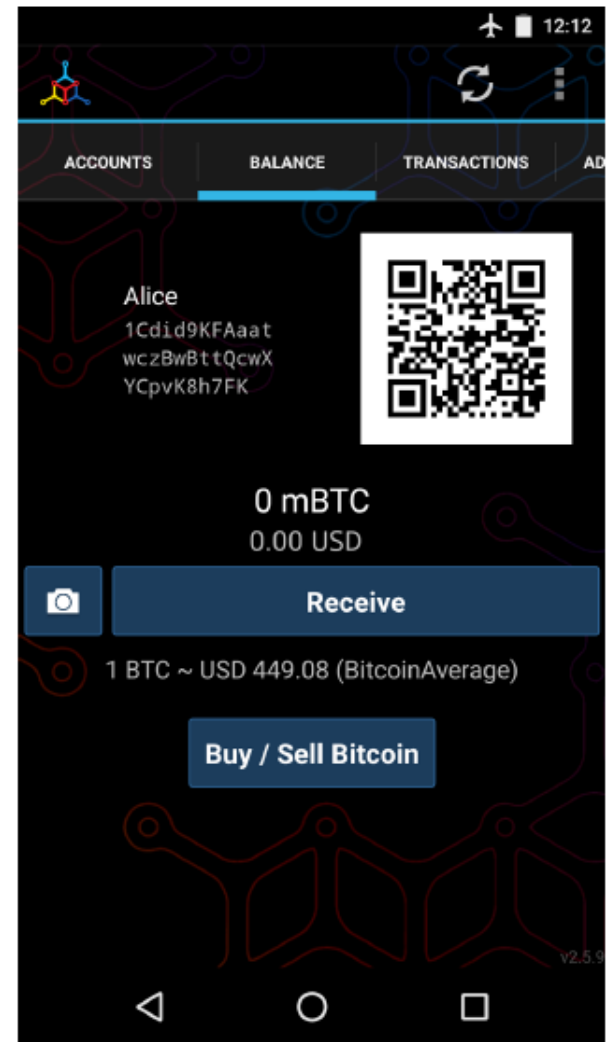 12:12
ACCOUNTS BALANCE TRANSACTIONS AD
Alice
1Cdid9KFAaat
wczBwBttQcwX
YCpvK8h7FK
0 mBTC
0.00 USD
Receive
1 BTC ~ USD 449.08 (BitcoinAverage)
Buy / Sell Bitcoin
v2.5.9